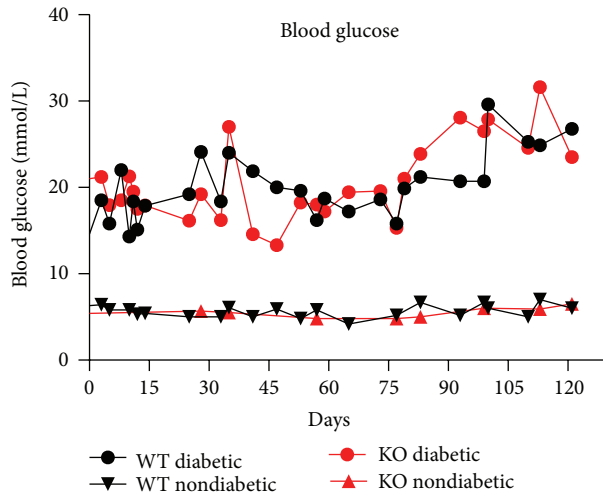 Blood glucose
40
30
20
10
0
Blood glucose (mmol/L)
0 15 30 45 60 75 90 105 120
Days
WT diabetic KO diabetic
WT nondiabetic KO nondiabetic